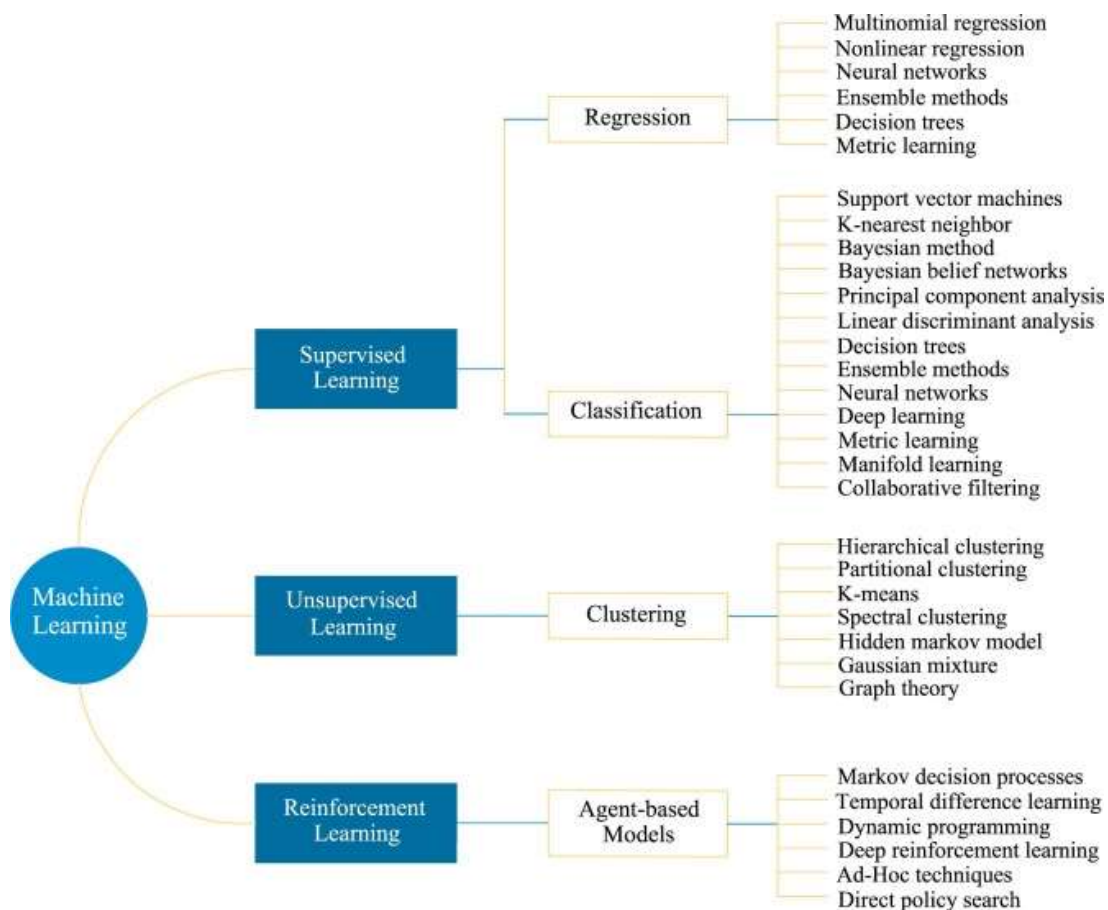 Machine
Learning
Supervised
Learning
Regression
Multinomial regression
Nonlinear regression
Neural networks
Ensemble methods
Decision trees
Metric learning
Classification
Support vector machines
K-nearest neighbor
Bayesian method
Bayesian belief networks
Principal component analysis
Linear discriminant analysis
Decision trees
Ensemble methods
Neural networks
Deep learning
Metric learning
Manifold learning
Collaborative filtering
Unsupervised
Learning
Clustering
Hierarchical clustering
Partitional clustering
K-means
Spectral clustering
Hidden markov model
Gaussian mixture
Graph theory
Reinforcement
Learning
Agent-based
Models
Markov decision processes
Temporal difference learning
Dynamic programming
Deep reinforcement learning
Ad-Hoc techniques
Direct policy search